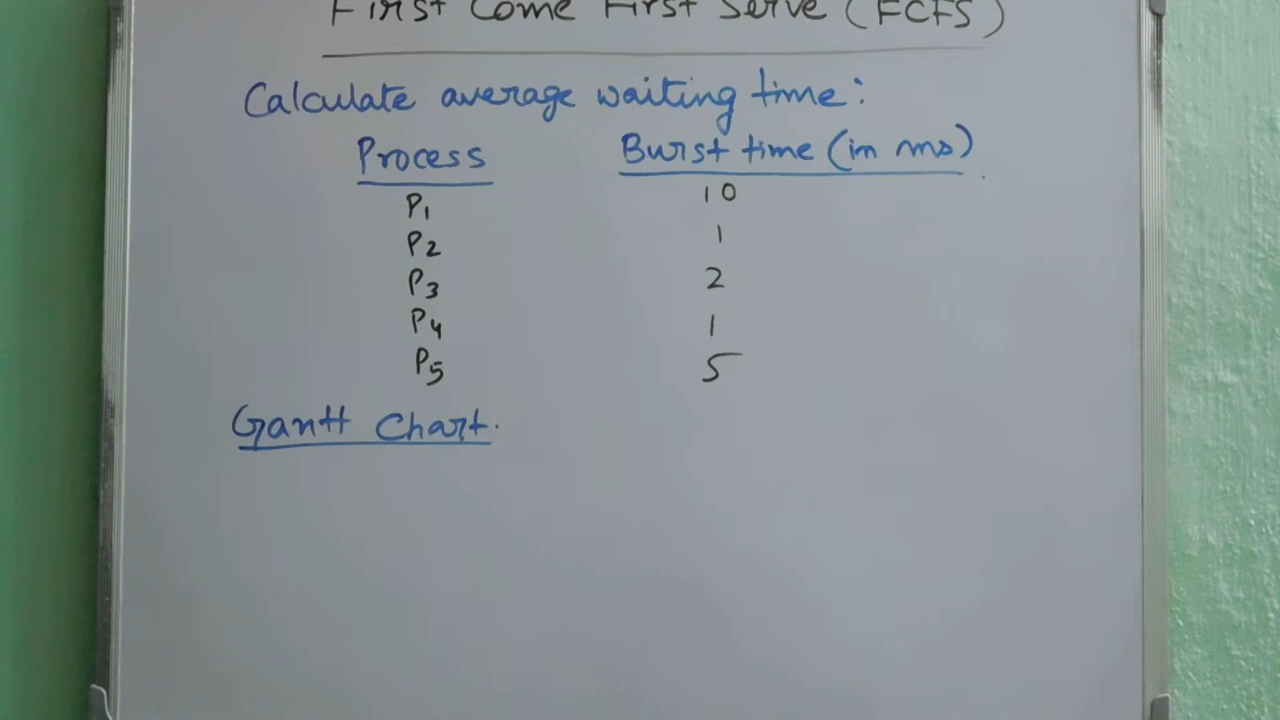 First Come First Serve (FCFS)
Calculate average waiting time:
Process Burst time (in ms)
P1 10
P2 1
P3 2
P4 1
P5 5
Gantt Chart.